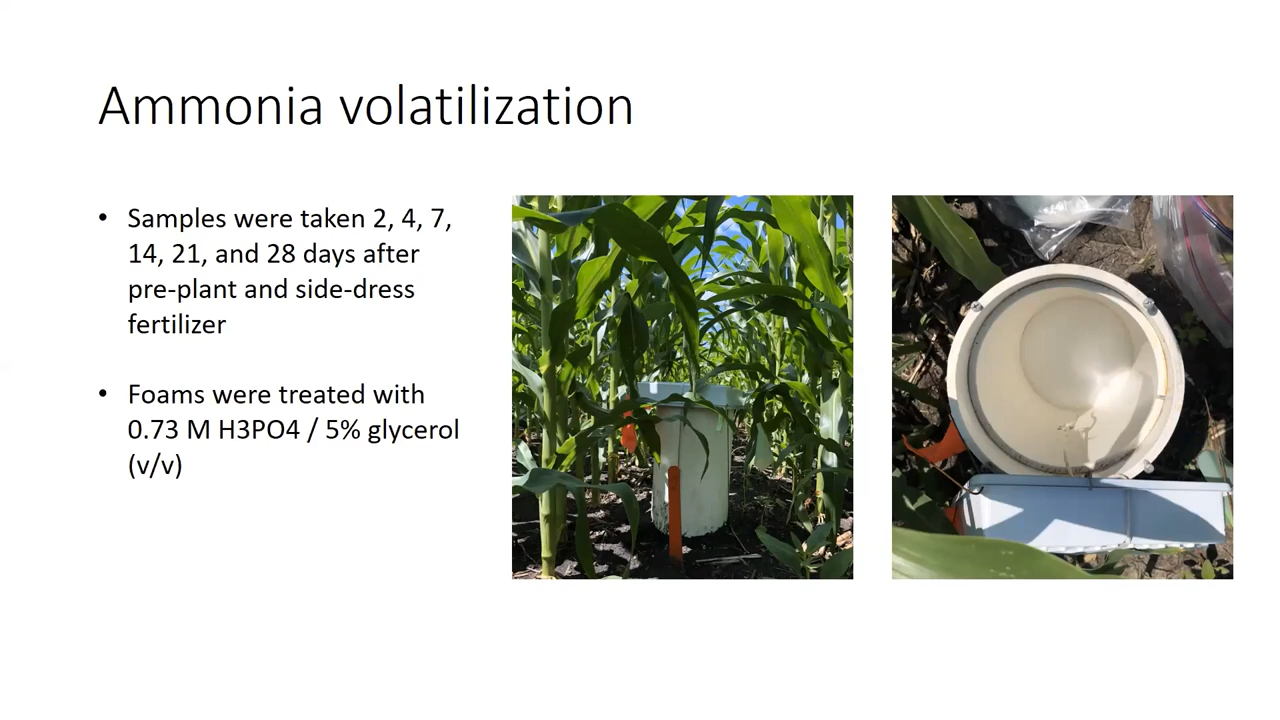 Ammonia volatilization
• Samples were taken 2, 4, 7,
14, 21, and 28 days after
pre-plant and side-dress
fertilizer
• Foams were treated with
0.73 M H3PO4 / 5% glycerol
(v/v)